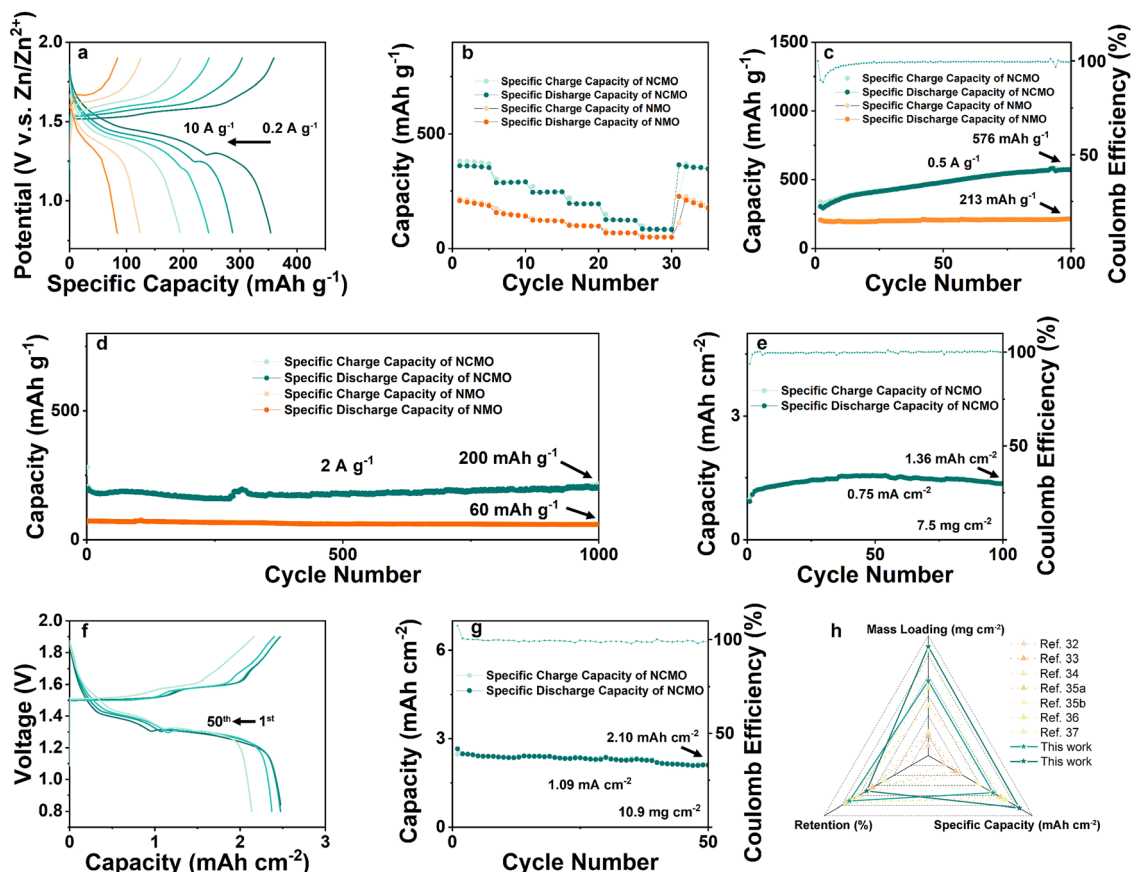 a
Potential (V v.s. Zn/Zn²⁺
2.0
1.5
1.0
10 A g⁻¹
0.2 A g⁻¹
0 100 200 300 400
Specific Capacity (mAh g⁻¹)
b
Capacity (mAh g⁻¹)
500
0
Specific Charge Capacity of NCMO
Specific Disharge Capacity of NCMO
Specific Charge Capacity of NMO
Specific Disharge Capacity of NMO
0 10 20 30
Cycle Number
c
Capacity (mAh g⁻¹)
1500
1000
500
0
Specific Charge Capacity of NCMO
Specific Discharge Capacity of NCMO
Specific Charge Capacity of NMO
Specific Discharge Capacity of NMO
576 mAh g⁻¹
0.5 A g⁻¹
213 mAh g⁻¹
0 50 100
Cycle Number
100
50
0
Coulomb Efficiency (%)
d
Capacity (mAh g⁻¹)
500
0
Specific Charge Capacity of NCMO
Specific Discharge Capacity of NCMO
Specific Charge Capacity of NMO
Specific Discharge Capacity of NMO
2 A g⁻¹
200 mAh g⁻¹
60 mAh g⁻¹
0 500 1000
Cycle Number
e
Capacity (mAh cm⁻²)
3
0
Specific Charge Capacity of NCMO
Specific Discharge Capacity of NCMO
1.36 mAh cm⁻²
0.75 mA cm⁻²
7.5 mg cm⁻²
0 50 100
Cycle Number
100
50
0
Coulomb Efficiency (%)
f
Voltage (V)
2.0
1.8
1.6
1.4
1.2
1.0
0.8
50ᵗʰ
1ˢᵗ
0 1 2 3
Capacity (mAh cm⁻²)
g
Capacity (mAh cm⁻²)
6
3
0
Specific Charge Capacity of NCMO
Specific Discharge Capacity of NCMO
2.10 mAh cm⁻²
1.09 mA cm⁻²
10.9 mg cm⁻²
0 50
Cycle Number
100
50
0
Coulomb Efficiency (%)
h
Mass Loading (mg cm⁻²)
Ref. 32
Ref. 33
Ref. 34
Ref. 35a
Ref. 35b
Ref. 36
Ref. 37
This work
This work
Retention (%)
Specific Capacity (mAh cm⁻²)